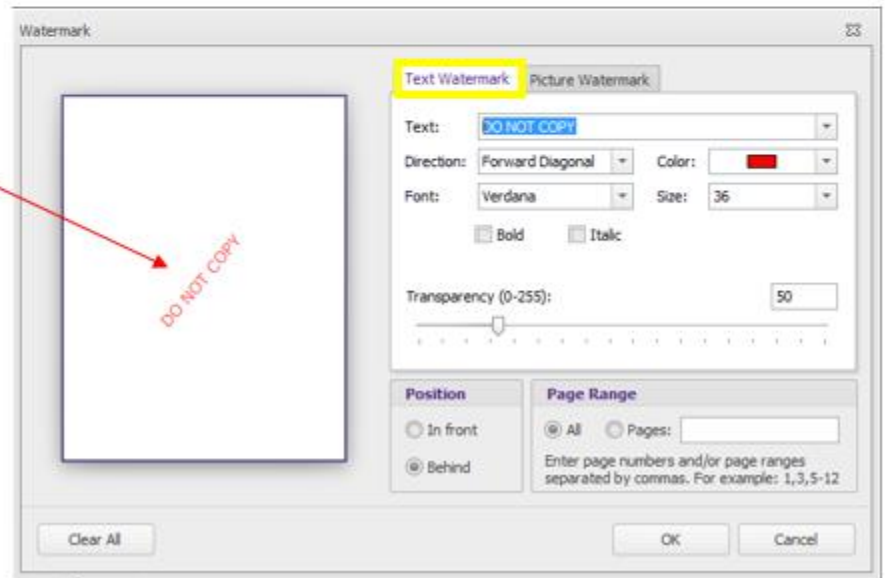 Watermark
Text Watermark Picture Watermark
DO NOT COPY
Text: DO NOT COPY
Direction: Forward Diagonal Color:
Font: Verdana Size: 36
Bold Italic
Transparency (0-255): 50
Position
In front
Behind
Page Range
All Pages:
Enter page numbers and/or page ranges
separated by commas. For example: 1,3,5-12
Clear All OK Cancel